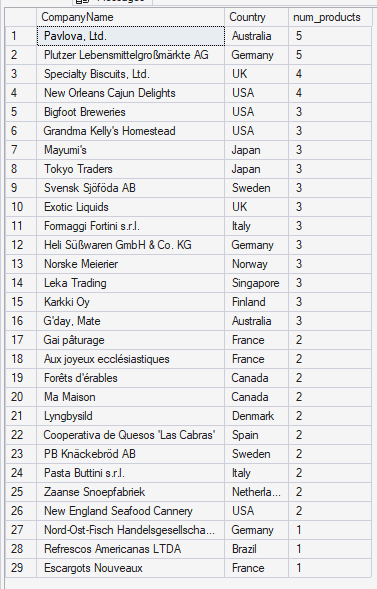 Messages
CompanyName Country num_products
1 Pavlova, Ltd. Australia 5
2 Plutzer Lebensmittelgroßmärkte AG Germany 5
3 Specialty Biscuits, Ltd. UK 4
4 New Orleans Cajun Delights USA 4
5 Bigfoot Breweries USA 3
6 Grandma Kelly's Homestead USA 3
7 Mayumi's Japan 3
8 Tokyo Traders Japan 3
9 Svensk Sjöföda AB Sweden 3
10 Exotic Liquids UK 3
11 Formaggi Fortini s.r.l. Italy 3
12 Heli Süßwaren GmbH & Co. KG Germany 3
13 Norske Meierier Norway 3
14 Leka Trading Singapore 3
15 Karkki Oy Finland 3
16 G'day, Mate Australia 3
17 Gai pâturage France 2
18 Aux joyeux ecclésiastiques France 2
19 Forêts d'érables Canada 2
20 Ma Maison Canada 2
21 Lyngbysild Denmark 2
22 Cooperativa de Quesos 'Las Cabras' Spain 2
23 PB Knäckebröd AB Sweden 2
24 Pasta Buttini s.r.l. Italy 2
25 Zaanse Snoepfabriek Netherla... 2
26 New England Seafood Cannery USA 2
27 Nord-Ost-Fisch Handelsgesellscha... Germany 1
28 Refrescos Americanas LTDA Brazil 1
29 Escargots Nouveaux France 1